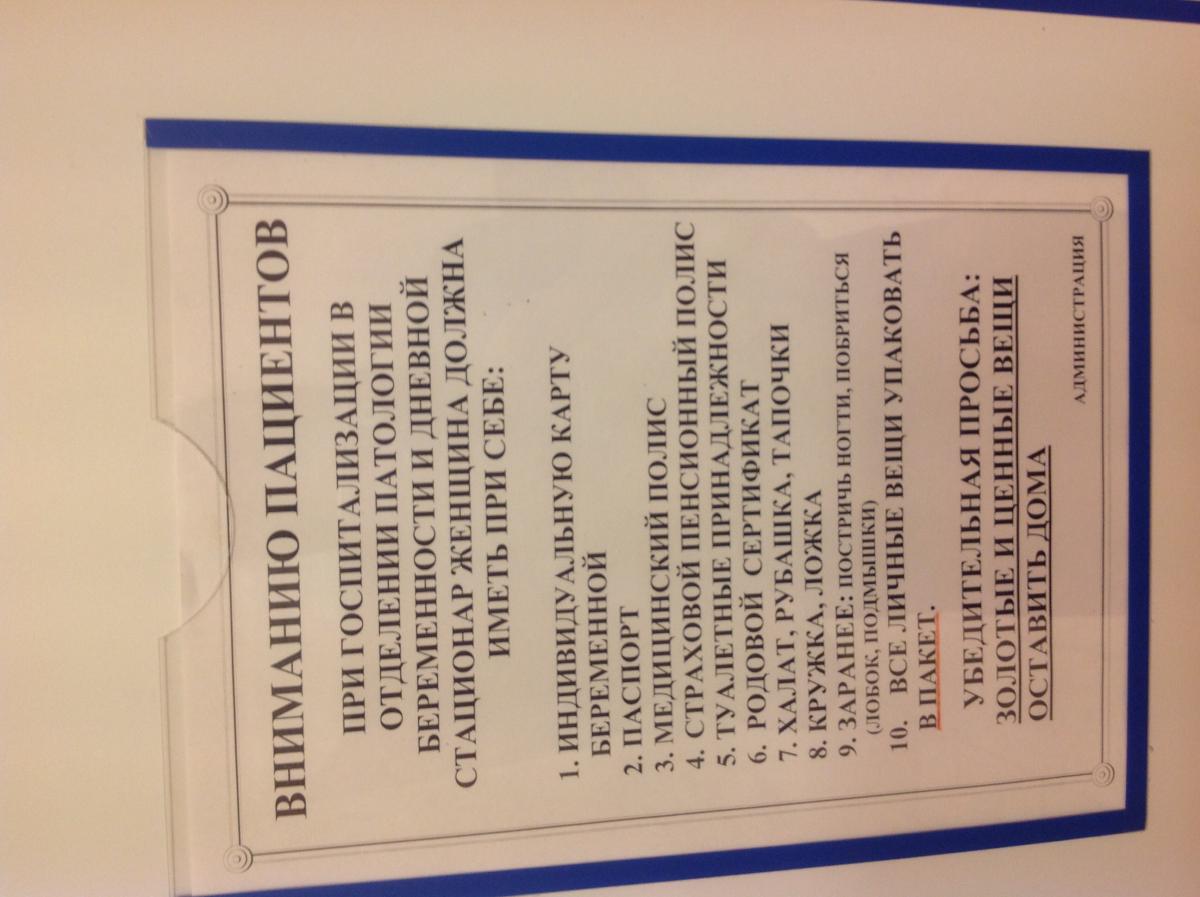 ВНИМАНИЮ ПАЦИЕНТОВ
ПРИ ГОСПИТАЛИЗАЦИИ В
ОТДЕЛЕНИИ ПАТОЛОГИИ
БЕРЕМЕННОСТИ И ДНЕВНОЙ
СТАЦИОНАР ЖЕНЩИНА ДОЛЖНА
ИМЕТЬ ПРИ СЕБЕ:
1. ИНДИВИДУАЛЬНУЮ КАРТУ
БЕРЕМЕННОЙ
2. ПАСПОРТ
3. МЕДИЦИНСКИЙ ПОЛИС
4. СТРАХОВОЙ ПЕНСИОННЫЙ ПОЛИС
5. ТУАЛЕТНЫЕ ПРИНАДЛЕЖНОСТИ
6. РОДОВОЙ СЕРТИФИКАТ
7. ХАЛАТ, РУБАШКА, ТАПОЧКИ
8. КРУЖКА, ЛОЖКА
9. ЗАРАНЕЕ: ПОСТРИЧЬ НОГТИ, ПОБРИТЬСЯ
(ЛОБОК, ПОДМЫШКИ)
10. ВСЕ ЛИЧНЫЕ ВЕЩИ УПАКОВАТЬ
В ПАКЕТ.
УБЕДИТЕЛЬНАЯ ПРОСЬБА:
ЗОЛОТЫЕ И ЦЕННЫЕ ВЕЩИ
ОСТАВИТЬ ДОМА
АДМИНИСТРАЦИЯ